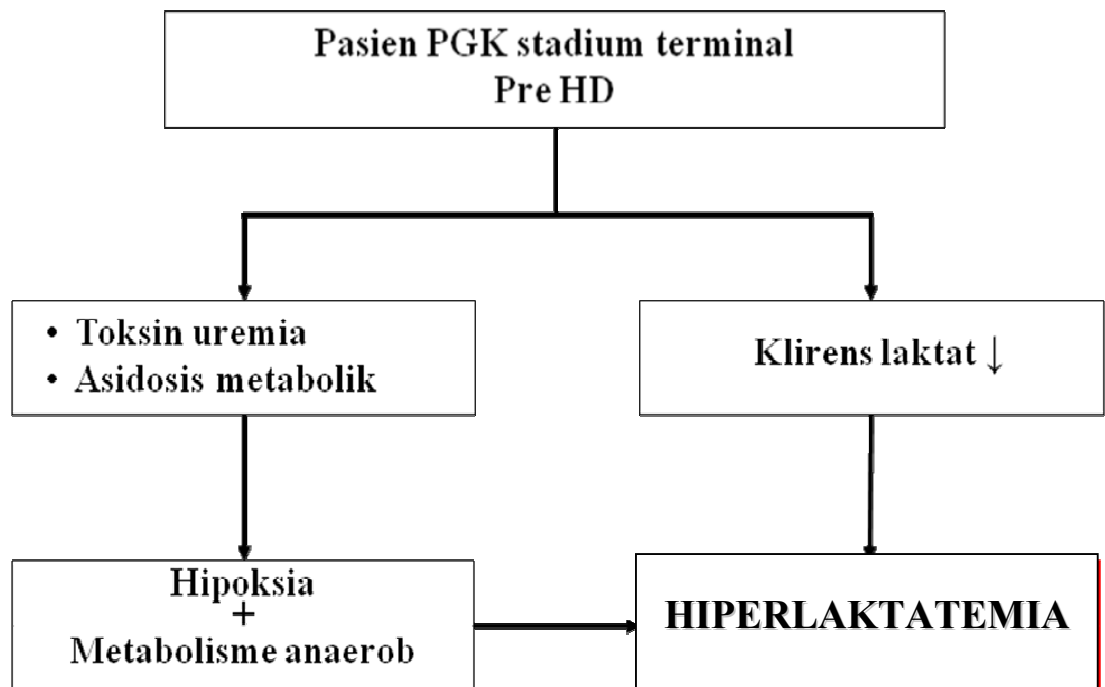 Pasien PGK stadium terminal
Pre HD
• Toksin uremia
• Asidosis metabolik
Klirens laktat ↓
Hipoksia
+
Metabolisme anaerob
HIPERLAKTATEMIA